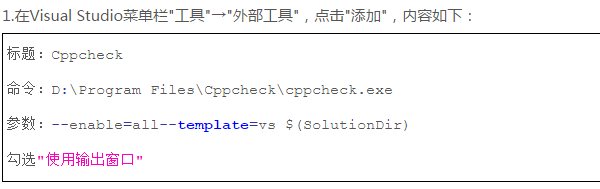 1.在Visual Studio菜单栏"工具"→"外部工具"，点击"添加"，内容如下：
标题：Cppcheck
命令：D:\Program Files\Cppcheck\cppcheck.exe
参数：--enable=all--template=vs $(SolutionDir)
勾选"使用输出窗口"